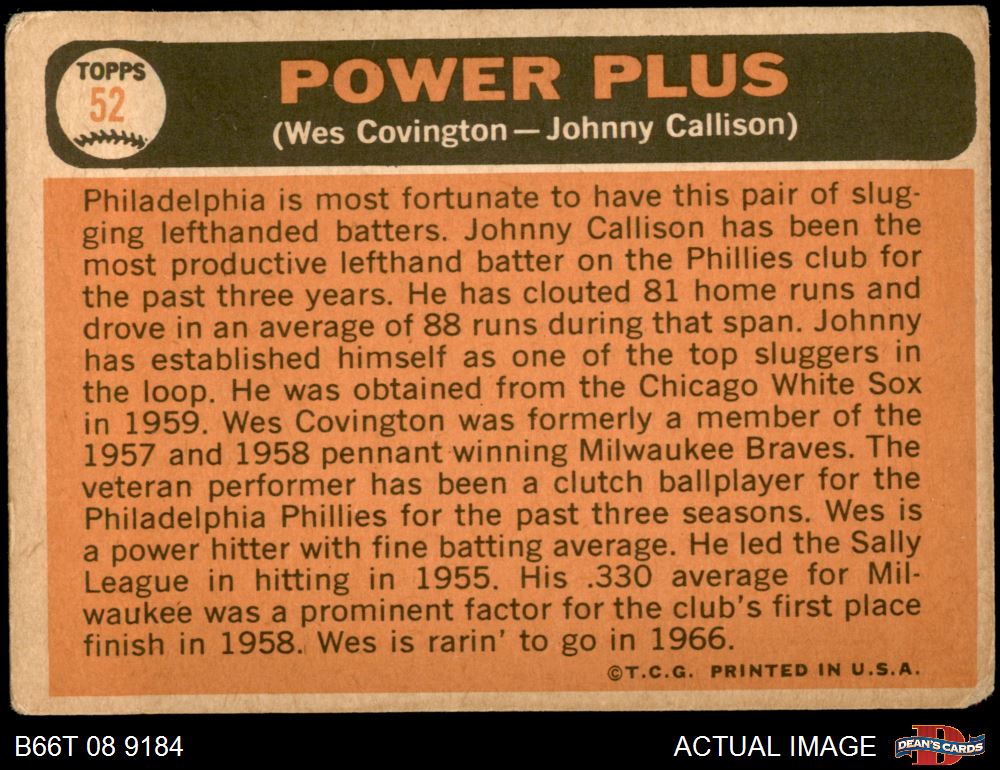 TOPPS
52
POWER PLUS
(Wes Covington—Johnny Callison)
Philadelphia is most fortunate to have this pair of slug-
ging lefthanded batters. Johnny Callison has been the
most productive lefthand batter on the Phillies club for
the past three years. He has clouted 81 home runs and
drove in an average of 88 runs during that span. Johnny
has established himself as one of the top sluggers in
the loop. He was obtained from the Chicago White Sox
in 1959. Wes Covington was formerly a member of the
1957 and 1958 pennant winning Milwaukee Braves. The
veteran performer has been a clutch ballplayer for the
Philadelphia Phillies for the past three seasons. Wes is
a power hitter with fine batting average. He led the Sally
League in hitting in 1955. His .330 average for Mil-
waukee was a prominent factor for the club's first place
finish in 1958. Wes is rarin' to go in 1966.
©T.C.G. PRINTED IN U.S.A.
B66T 08 9184
ACTUAL IMAGE
D
DEAN'S CARDS